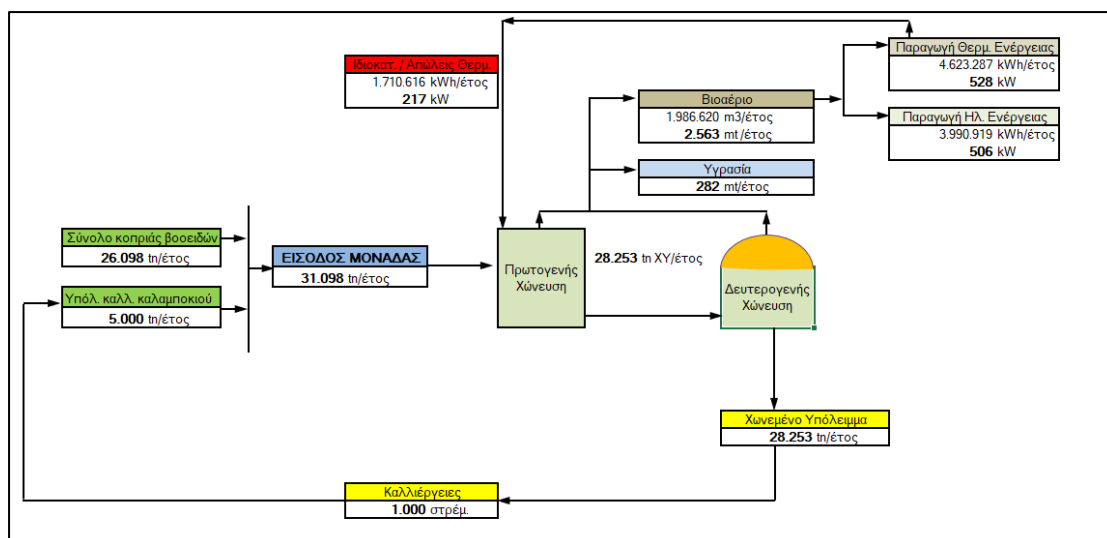 Ιδιοκατ. / Απώλεις Θερμ.
1.710.616 kWh/έτος
217 kW
Παραγωγή Θερμ. Ενέργειας
4.623.287 kWh/έτος
528 kW
Βιοαέριο
1.986.620 m3/έτος
2.563 mt /έτος
Παραγωγή Ηλ. Ενέργειας
3.990.919 kWh/έτος
506 kW
Υγρασία
282 mt/έτος
Σύνολο κοπριάς βοοειδών
26.098 tn/έτος
ΕΙΣΟΔΟΣ ΜΟΝΑΔΑΣ
31.098 tn/έτος
Πρωτογενής
Χώνευση
28.253 tn ΧΥ/έτος
Δευτερογενής
Χώνευση
Υπόλ. καλλ. καλαμποκιού
5.000 tn/έτος
Χωνεμένο Υπόλειμμα
28.253 tn/έτος
Καλλιέργειες
1.000 στρέμ.